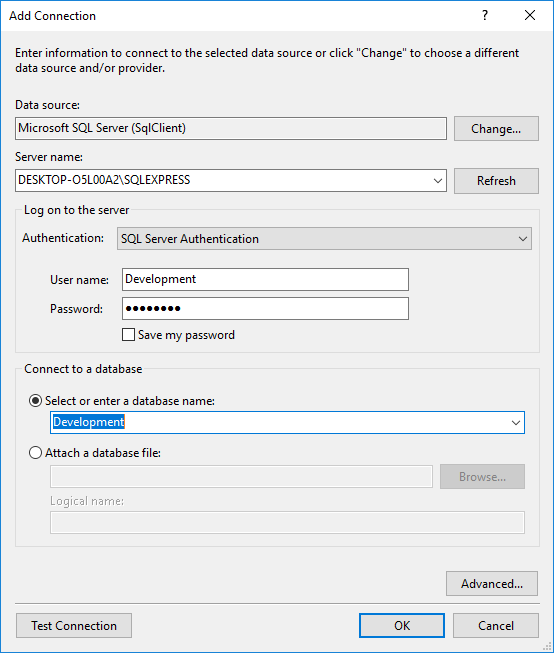 Add Connection
?
Enter information to connect to the selected data source or click "Change" to choose a different
data source and/or provider.
Data source:
Microsoft SQL Server (SqlClient)
Change...
Server name:
DESKTOP-O5L00A2\SQLEXPRESS
Refresh
Log on to the server
Authentication:
SQL Server Authentication
User name:
Development
Password:
●●●●●●●●
Save my password
Connect to a database
Select or enter a database name:
Development
Attach a database file:
Browse...
Logical name:
Advanced...
Test Connection
OK
Cancel